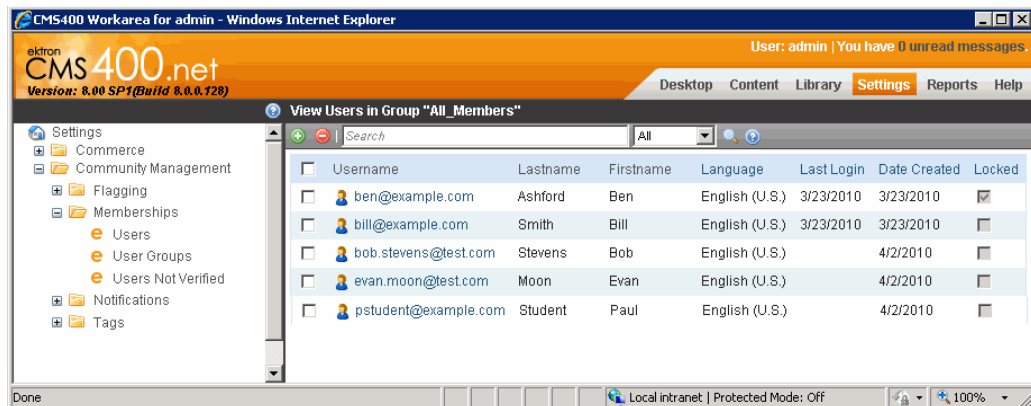 CMS400 Workarea for admin - Windows Internet Explorer
ektron
CMS400.net
Version: 8.00 SP1(Build 8.0.0.128)
User: admin | You have 0 unread messages.
Desktop Content Library Settings Reports Help
View Users in Group "All_Members"
Settings
Commerce
Community Management
Flagging
Memberships
Users
User Groups
Users Not Verified
Notifications
Tags
Search All
Username Lastname Firstname Language Last Login Date Created Locked
ben@example.com Ashford Ben English (U.S.) 3/23/2010 3/23/2010
bill@example.com Smith Bill English (U.S.) 3/23/2010 3/23/2010
bob.stevens@test.com Stevens Bob English (U.S.) 4/2/2010
evan.moon@test.com Moon Evan English (U.S.) 4/2/2010
pstudent@example.com Student Paul English (U.S.) 4/2/2010
Done Local intranet | Protected Mode: Off 100%